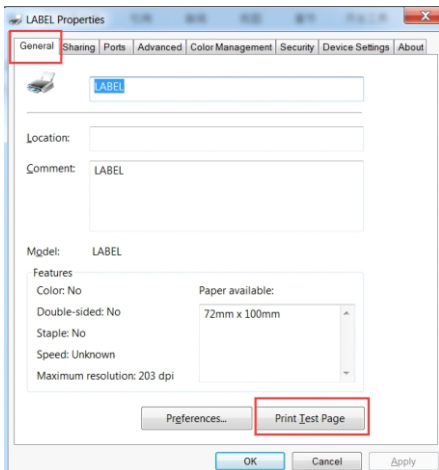 LABEL Properties
General Sharing Ports Advanced Color Management Security Device Settings About
LABEL
Location:
Comment: LABEL
Model: LABEL
Features
Color: No
Paper available:
Double-sided: No
72mm x 100mm
Staple: No
Speed: Unknown
Maximum resolution: 203 dpi
Preferences... Print Test Page
OK Cancel Apply